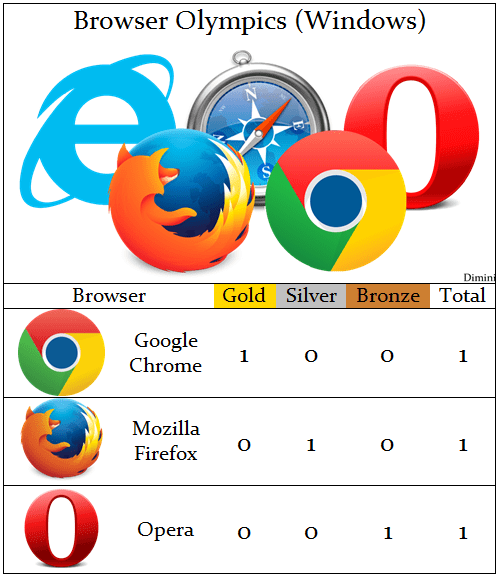 Browser Olympics (Windows)
N
E
S
Dimini
Browser Gold Silver Bronze Total
Google
Chrome 1 0 0 1
Mozilla
Firefox 0 1 0 1
Opera 0 0 1 1